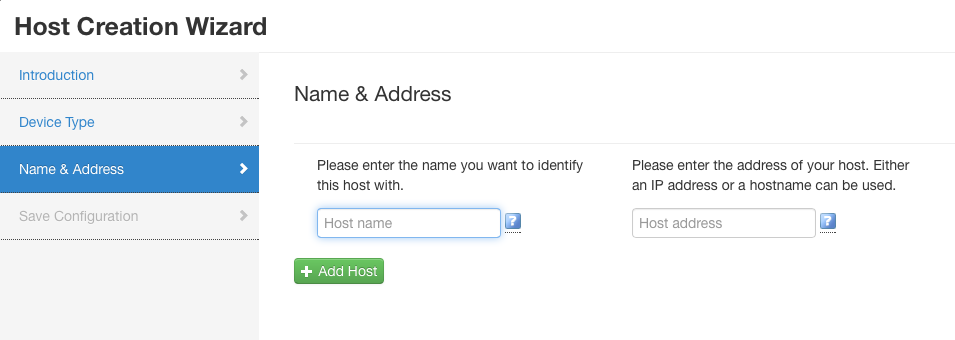 Host Creation Wizard
Introduction
Device Type
Name & Address
Save Configuration
Name & Address
Please enter the name you want to identify
this host with.
Host name
?
Please enter the address of your host. Either
an IP address or a hostname can be used.
Host address
?
+ Add Host